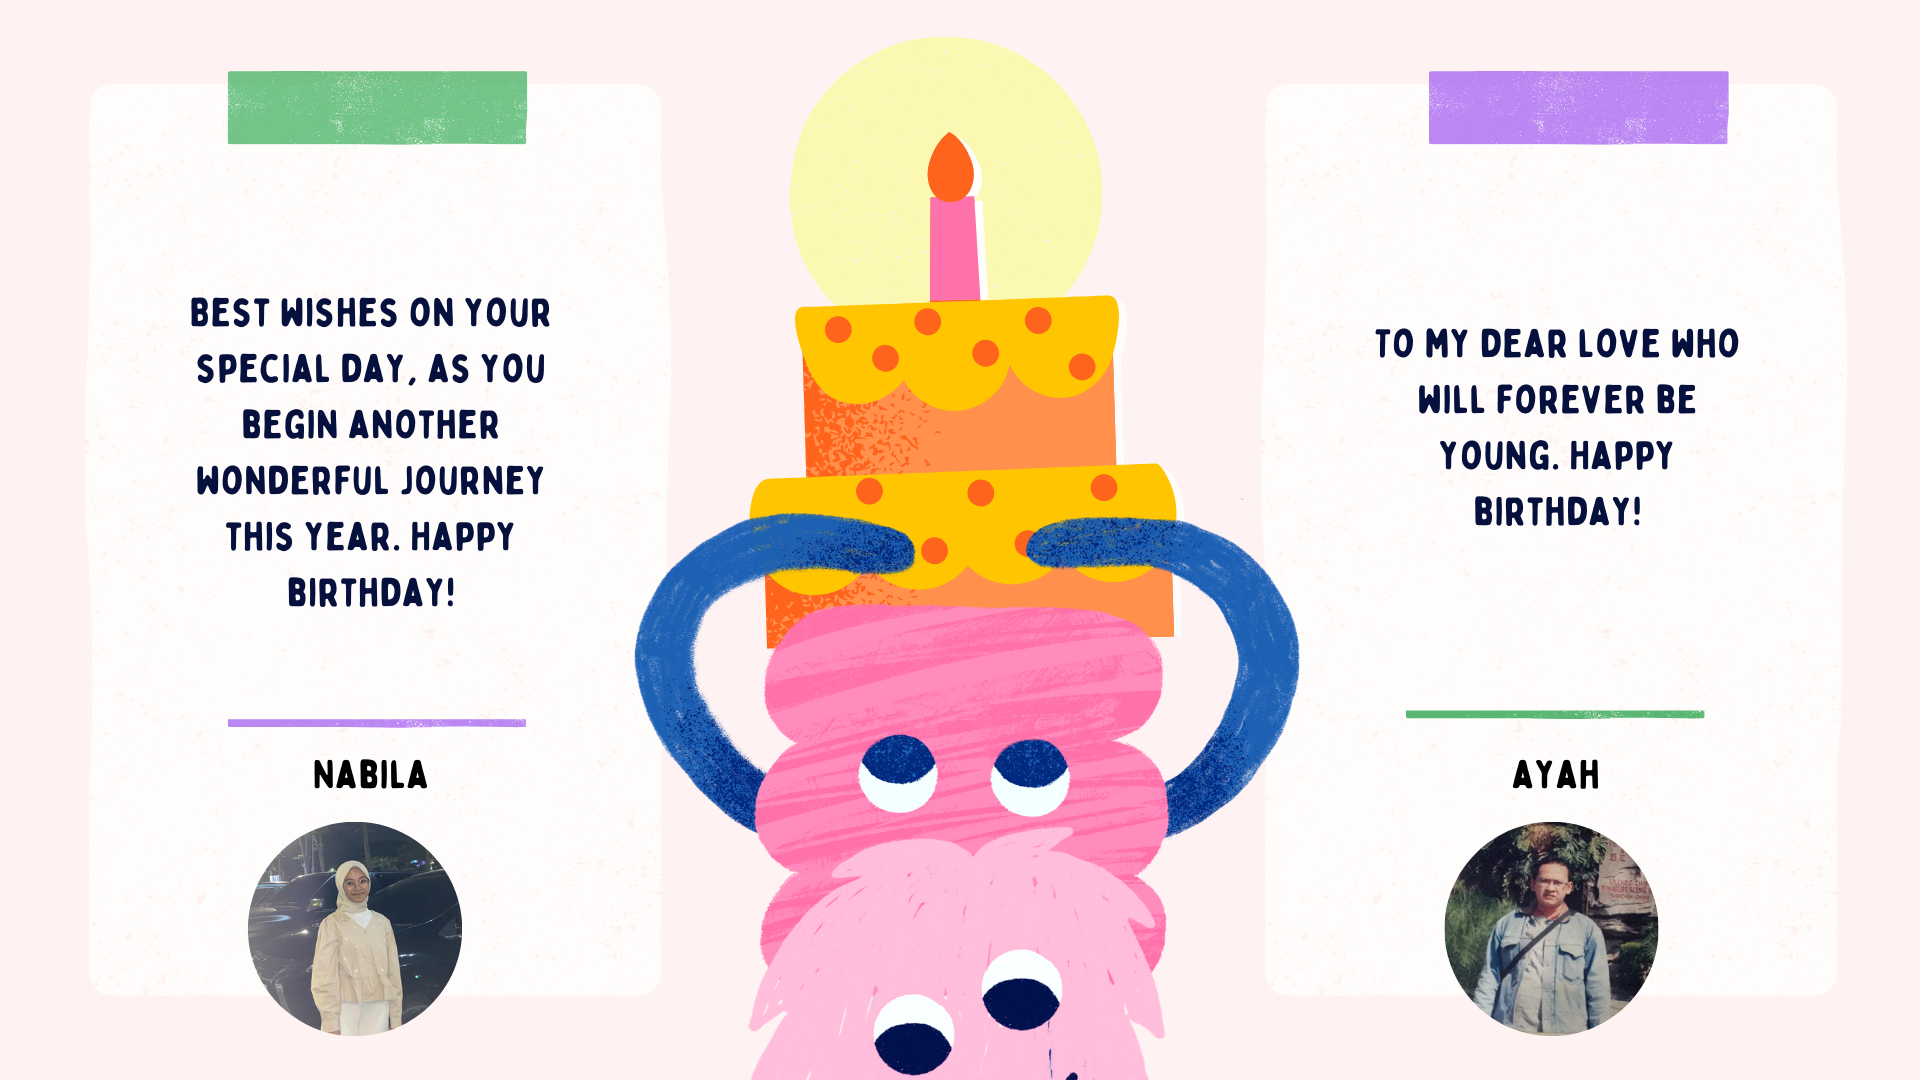 BEST WISHES ON YOUR
SPECIAL DAY, AS YOU
BEGIN ANOTHER
WONDERFUL JOURNEY
THIS YEAR. HAPPY
BIRTHDAY!
NABILA
TO MY DEAR LOVE WHO
WILL FOREVER BE
YOUNG. HAPPY
BIRTHDAY!
AYAH